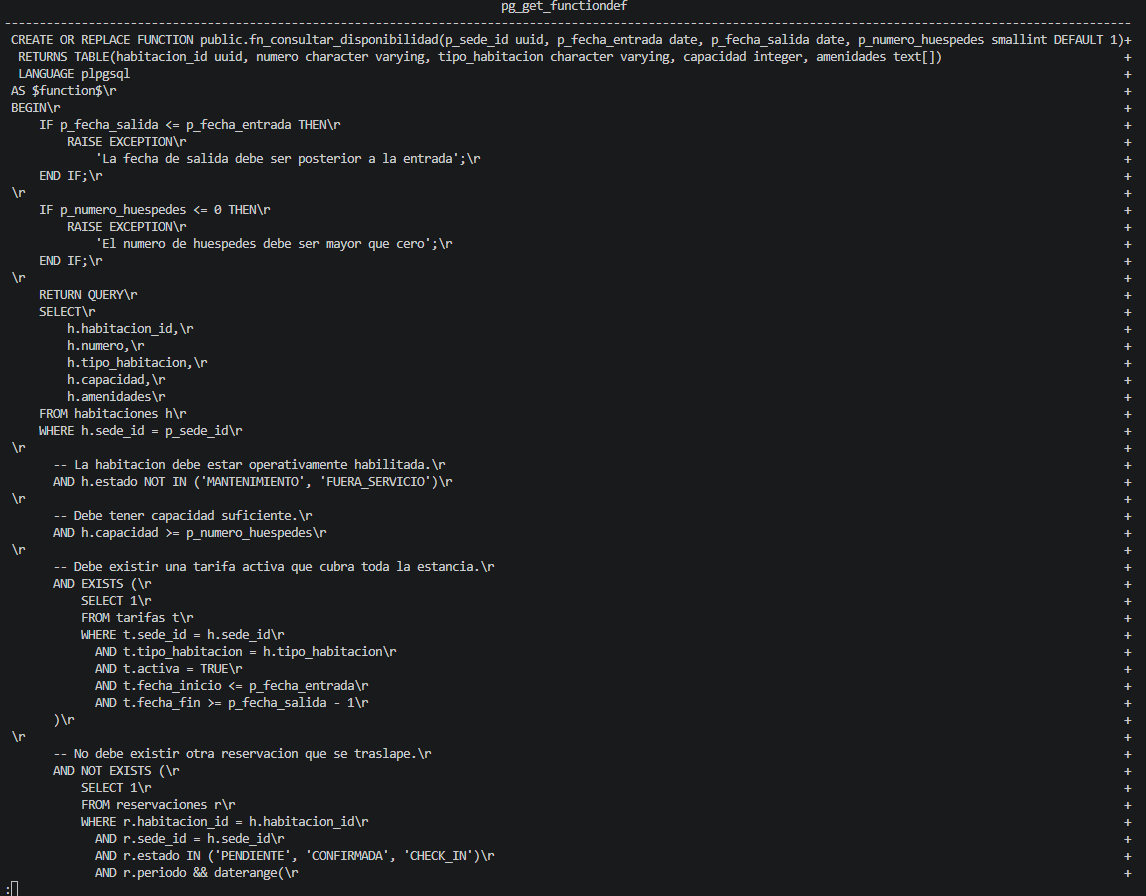 pg_get_functiondef
--------------------------------------------------------------------------------------------------------------------------------------------------------------
CREATE OR REPLACE FUNCTION public.fn_consultar_disponibilidad(p_sede_id uuid, p_fecha_entrada date, p_fecha_salida date, p_numero_huespedes smallint DEFAULT 1)+
 RETURNS TABLE(habitacion_id uuid, numero character varying, tipo_habitacion character varying, capacidad integer, amenidades text[]) +
 LANGUAGE plpgsql +
AS $function$\r +
BEGIN\r +
    IF p_fecha_salida <= p_fecha_entrada THEN\r +
        RAISE EXCEPTION\r +
            'La fecha de salida debe ser posterior a la entrada';\r +
    END IF;\r +
\r +
    IF p_numero_huespedes <= 0 THEN\r +
        RAISE EXCEPTION\r +
            'El numero de huespedes debe ser mayor que cero';\r +
    END IF;\r +
\r +
    RETURN QUERY\r +
    SELECT\r +
        h.habitacion_id,\r +
        h.numero,\r +
        h.tipo_habitacion,\r +
        h.capacidad,\r +
        h.amenidades\r +
    FROM habitaciones h\r +
    WHERE h.sede_id = p_sede_id\r +
\r +
      -- La habitacion debe estar operativamente habilitada.\r +
      AND h.estado NOT IN ('MANTENIMIENTO', 'FUERA_SERVICIO')\r +
\r +
      -- Debe tener capacidad suficiente.\r +
      AND h.capacidad >= p_numero_huespedes\r +
\r +
      -- Debe existir una tarifa activa que cubra toda la estancia.\r +
      AND EXISTS (\r +
          SELECT 1\r +
          FROM tarifas t\r +
          WHERE t.sede_id = h.sede_id\r +
            AND t.tipo_habitacion = h.tipo_habitacion\r +
            AND t.activa = TRUE\r +
            AND t.fecha_inicio <= p_fecha_entrada\r +
            AND t.fecha_fin >= p_fecha_salida - 1\r +
      )\r +
\r +
      -- No debe existir otra reservacion que se traslape.\r +
      AND NOT EXISTS (\r +
          SELECT 1\r +
          FROM reservaciones r\r +
          WHERE r.habitacion_id = h.habitacion_id\r +
            AND r.sede_id = h.sede_id\r +
            AND r.estado IN ('PENDIENTE', 'CONFIRMADA', 'CHECK_IN')\r +
            AND r.periodo && daterange(\r +
: